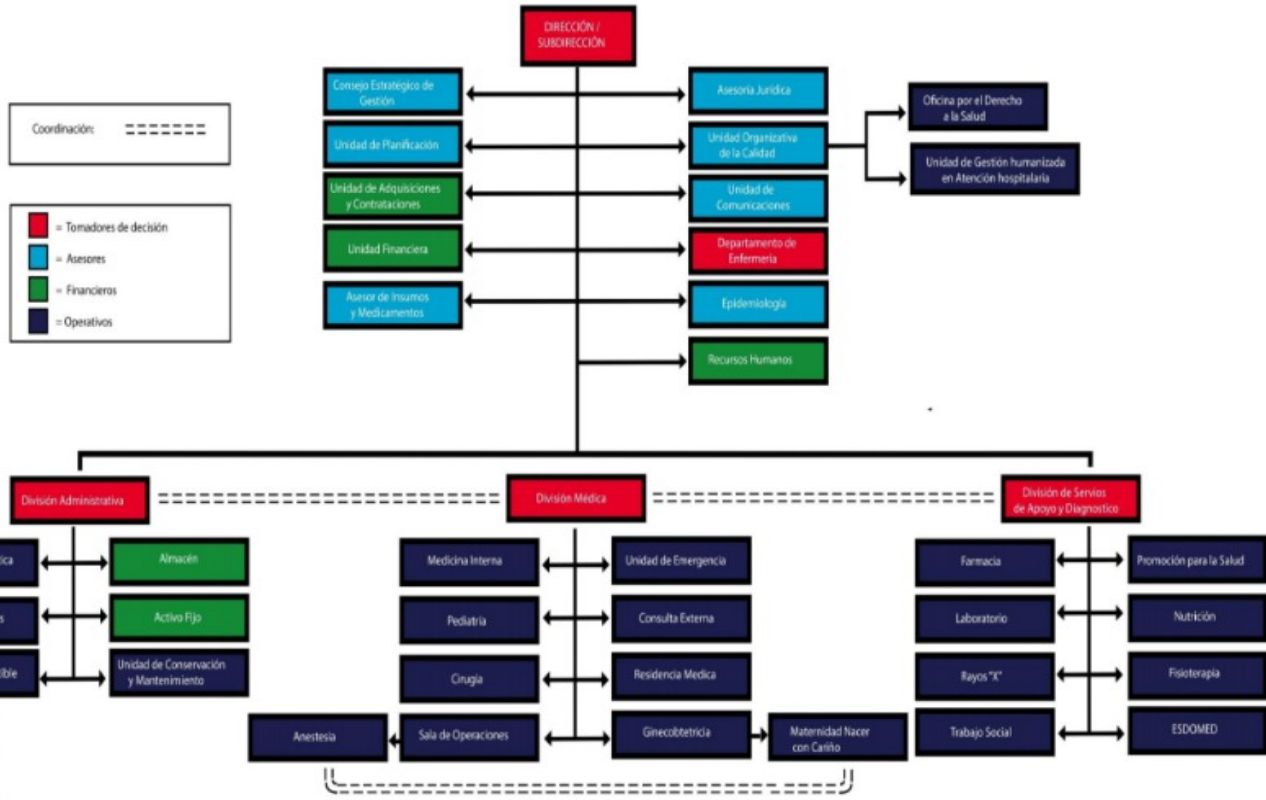 DIRECCIÓN /
SUBDIRECCIÓN
Consejo Estratégico de
Gestión
Asesoría Jurídica
Oficina por el Derecho
a la Salud
Coordinación:
Unidad de Planificación
Unidad Organizativa
de la Calidad
Unidad de Gestión humanizada
en Atención hospitalaria
Unidad de Adquisiciones
y Contrataciones
Unidad de
Comunicaciones
= Tomadores de decisión
= Asesores
= Financieros
= Operativos
Unidad Financiera
Departamento de
Enfermería
Asesor de Insumos
y Medicamentos
Epidemiología
Recursos Humanos
División Administrativa
División Médica
División de Servios
de Apoyo y Diagnostico
Almacén
Medicina Interna
Unidad de Emergencia
Farmacia
Promoción para la Salud
Activo Fijo
Pediatría
Consulta Externa
Laboratorio
Nutrición
Unidad de Conservación
y Mantenimiento
Cirugía
Residencia Medica
Rayos "X"
Fisioterapia
Anestesia
Sala de Operaciones
Ginecobtetricia
Maternidad Nacer
con Cariño
Trabajo Social
ESDOMED